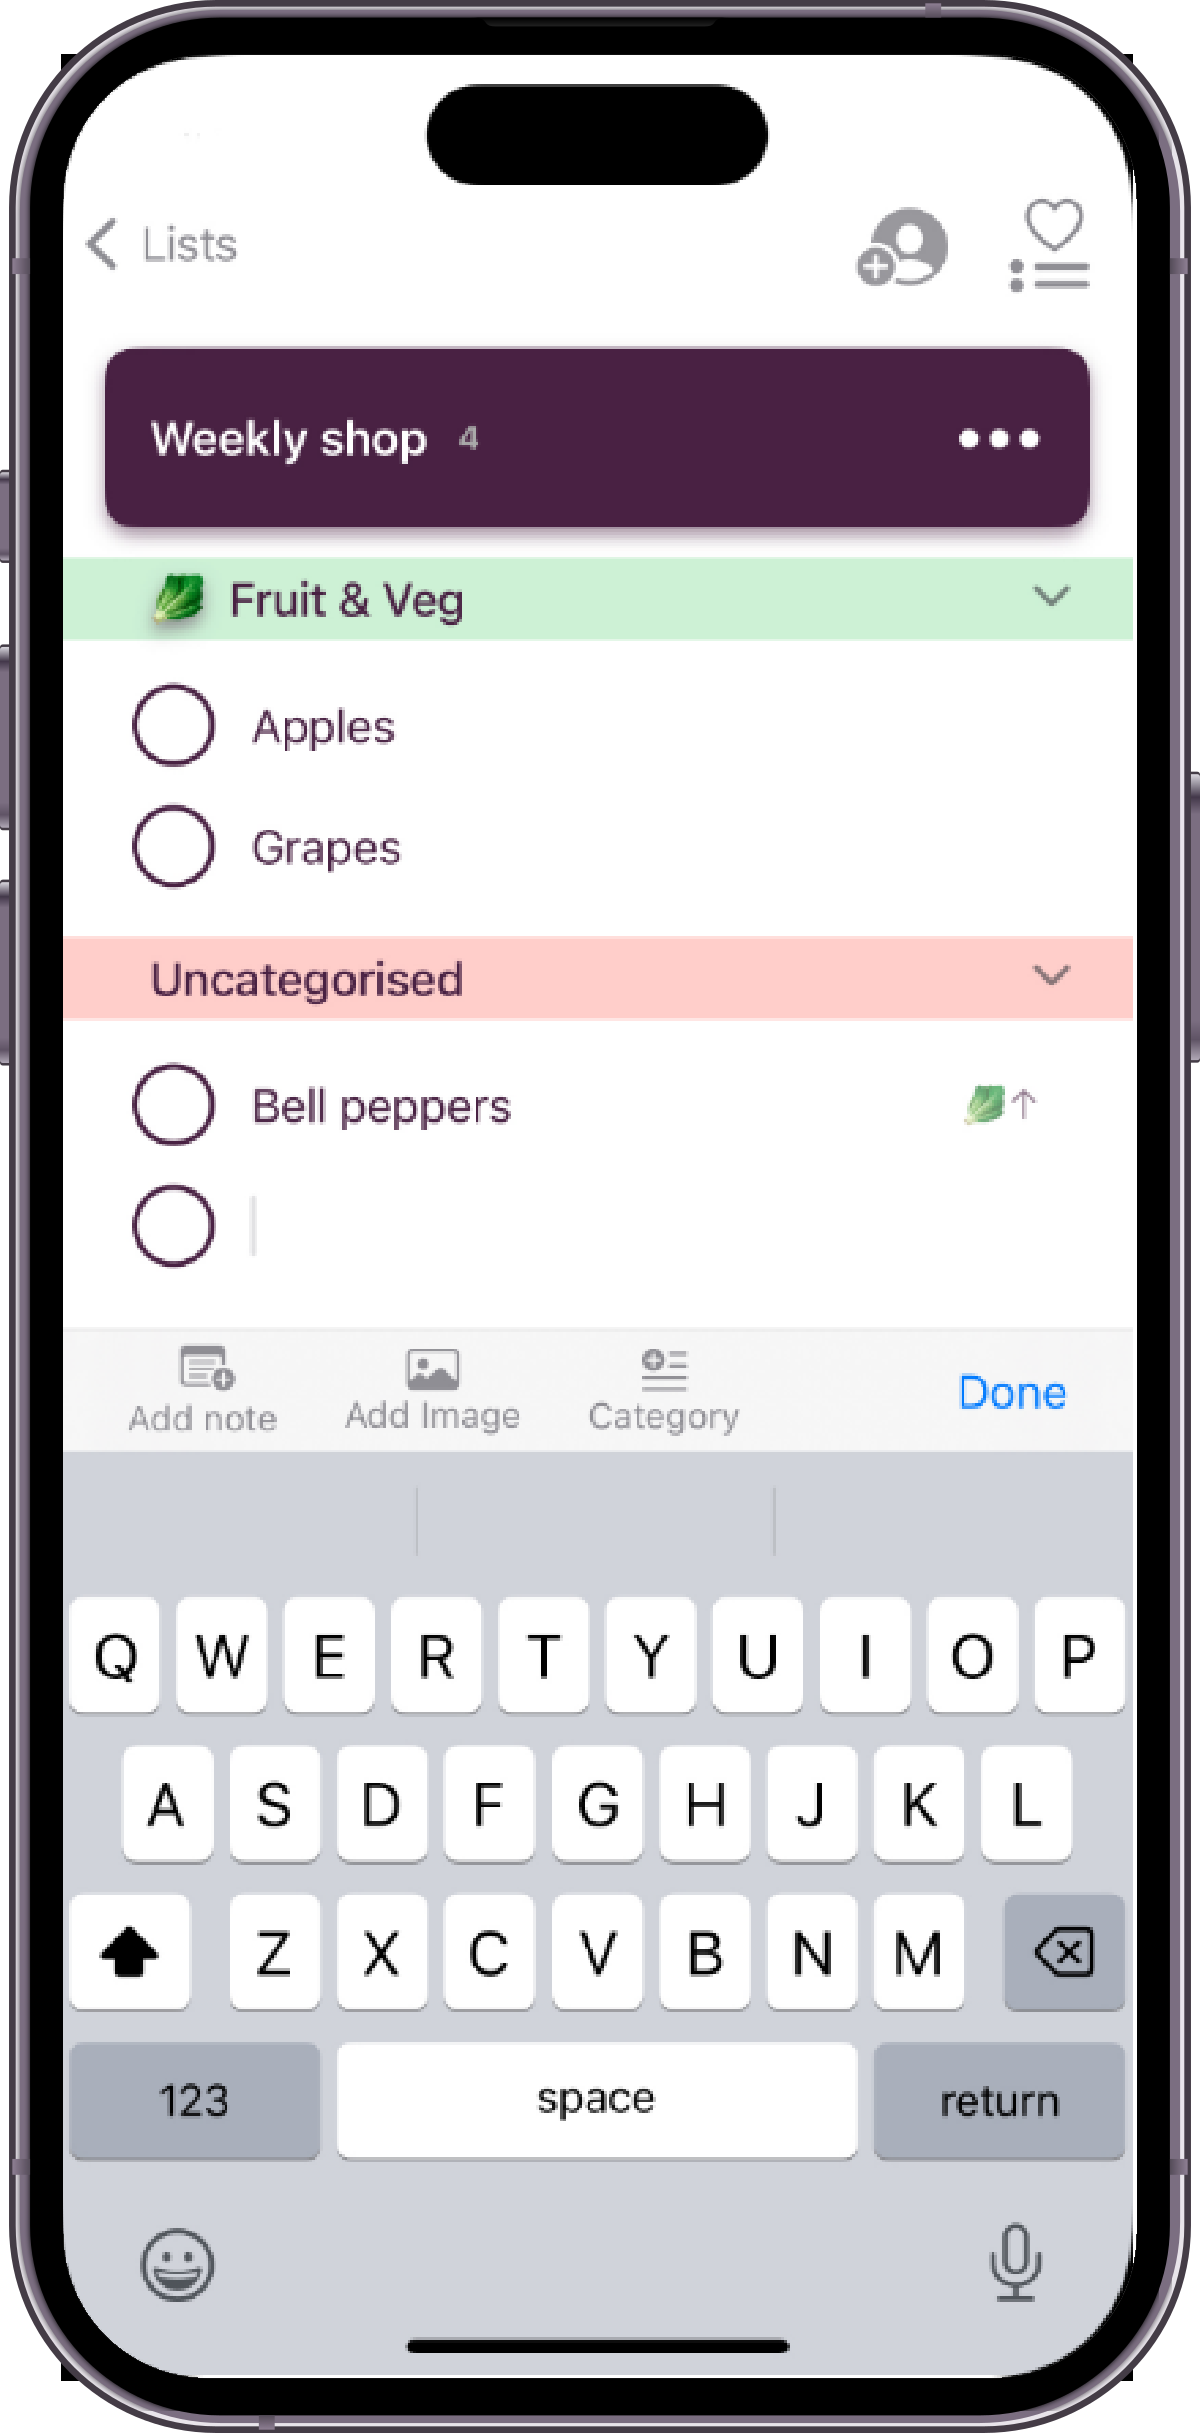 Lists
Weekly shop 4
Fruit & Veg
Apples
Grapes
Uncategorised
Bell peppers
Add note Add Image Category Done
Q W E R T Y U I O P
A S D F G H J K L
Z X C V B N M
123 space return